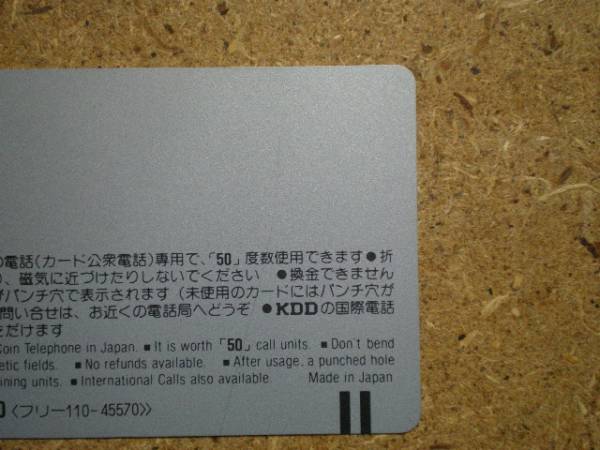 電話(カード公衆電話)専用で、「50」度数使用できます●折
、磁気に近づけたりしないでください ●換金できません
パンチ穴で表示されます(未使用のカードにはパンチ穴が
問い合せは、お近くの電話局へどうぞ ●KDDの国際電話
だけます
Coin Telephone in Japan. ■ It is worth「50」call units. ■ Don't bend
etic fields. ■ No refunds available. ■ After usage, a punched hole
ining units. ■ International Calls also available. Made in Japan
0 〈フリー110-45570》